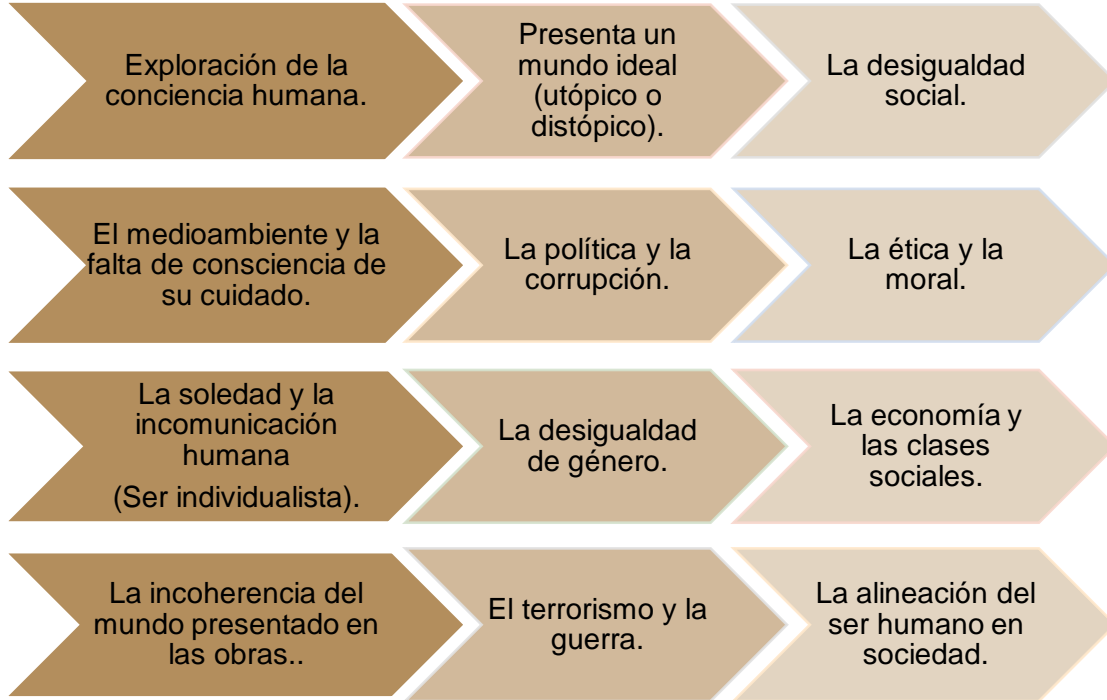 Exploración de la
conciencia humana.
Presenta un
mundo ideal
(utópico o
distópico).
La desigualdad
social.
El medioambiente y la
falta de consciencia de
su cuidado.
La política y la
corrupción.
La ética y la
moral.
La soledad y la
incomunicación
humana
(Ser individualista).
La desigualdad
de género.
La economía y
las clases
sociales.
La incoherencia del
mundo presentado en
las obras..
El terrorismo y la
guerra.
La alineación del
ser humano en
sociedad.